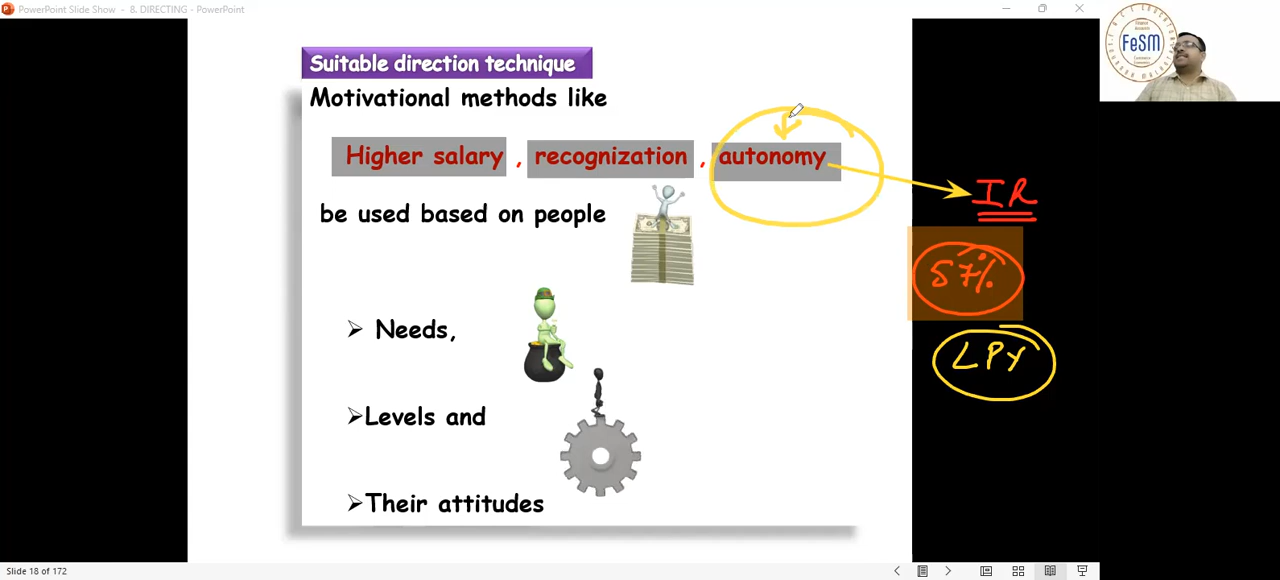 PowerPoint Slide Show - 8. DIRECTING - PowerPoint
Suitable direction technique
Motivational methods like
Higher salary , recognization , autonomy
be used based on people
➢ Needs,
➢Levels and
➢Their attitudes
IR
57%
LPY
FeSM
Slide 18 of 172